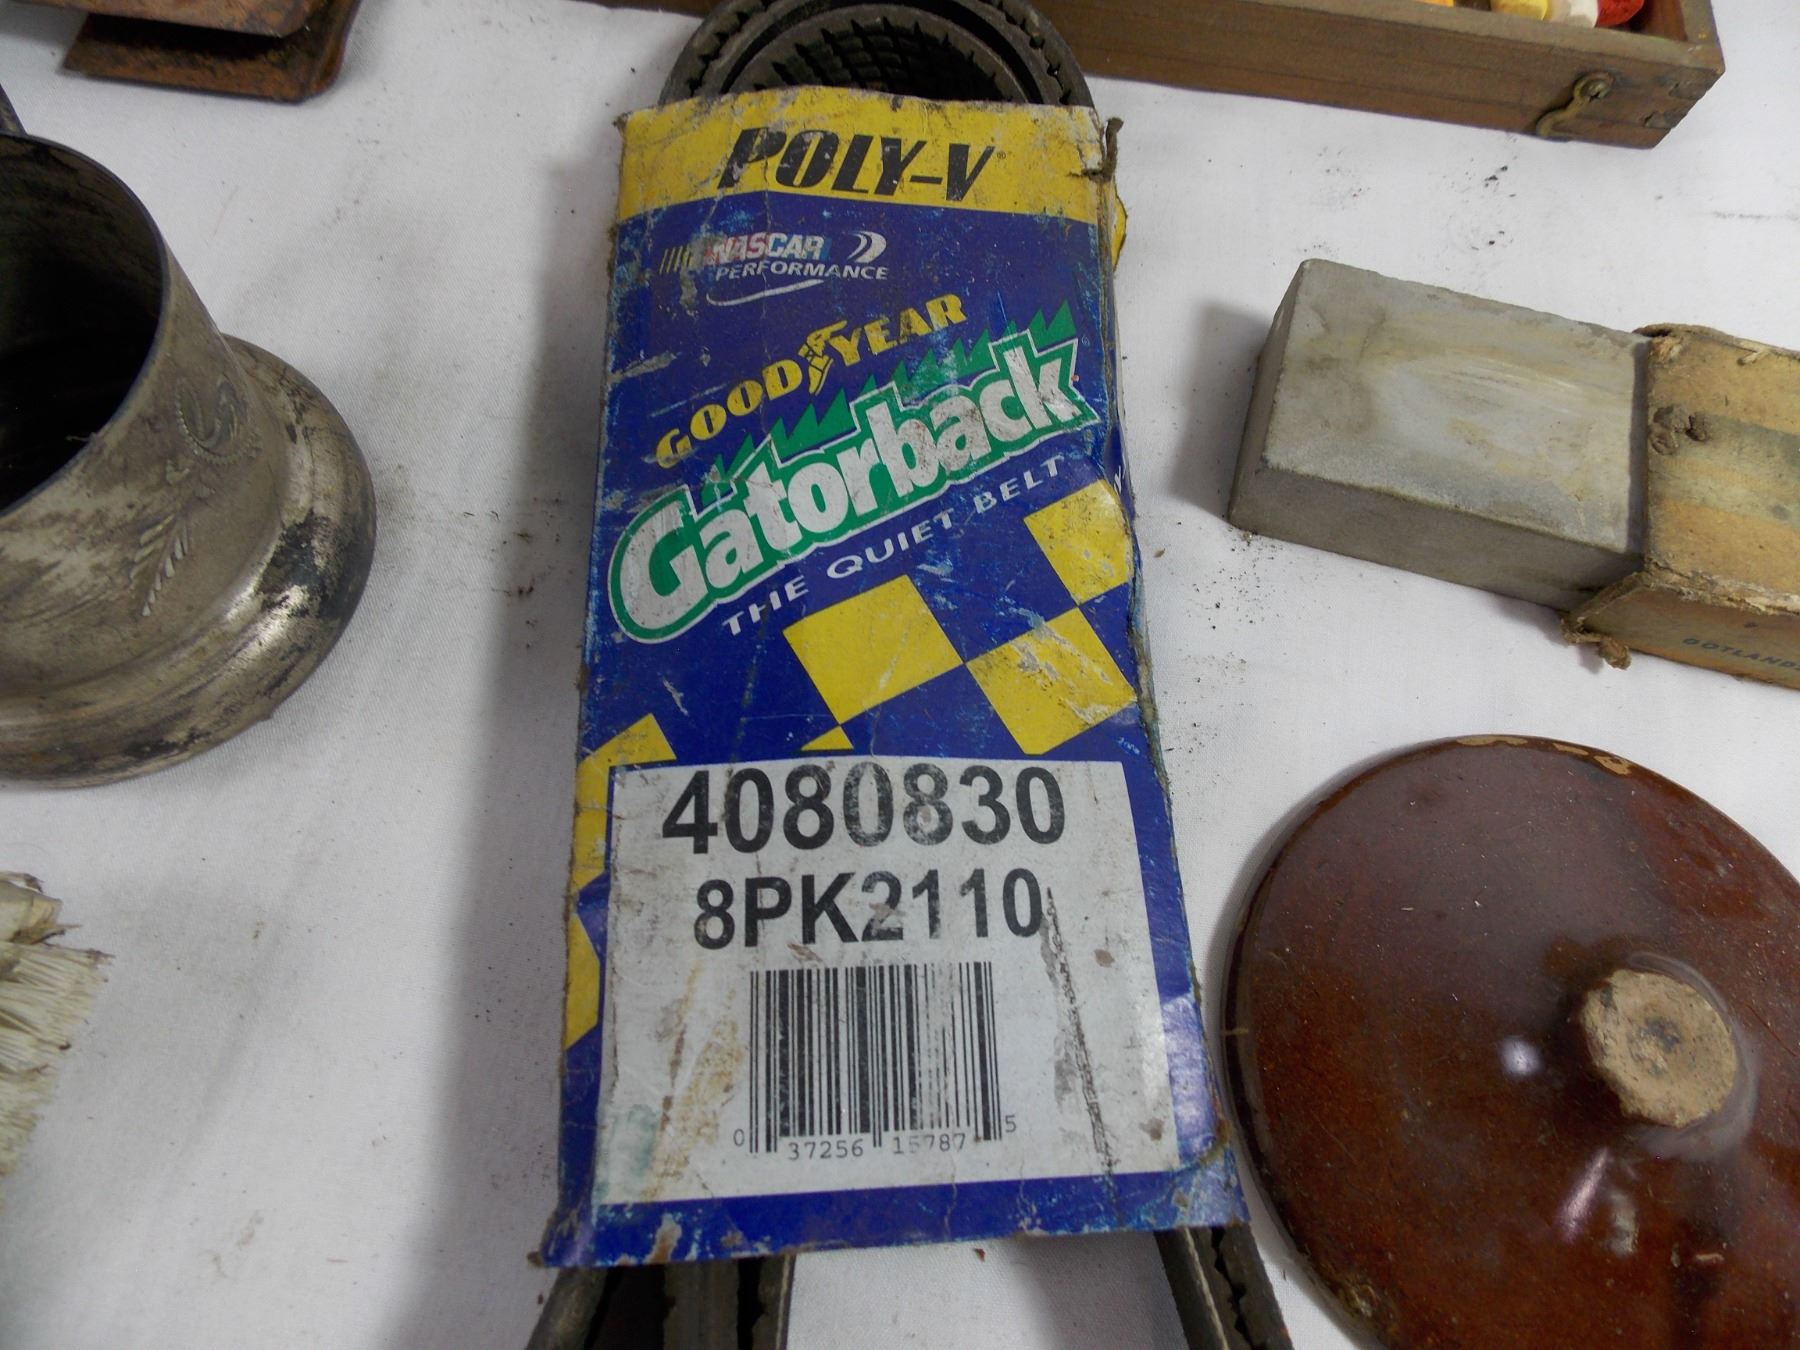 POLY-V®
NASCAR
PERFORMANCE
GOODYEAR
Gatorback
THE QUIET BELT
4080830
8PK2110
0 37256 15787 5